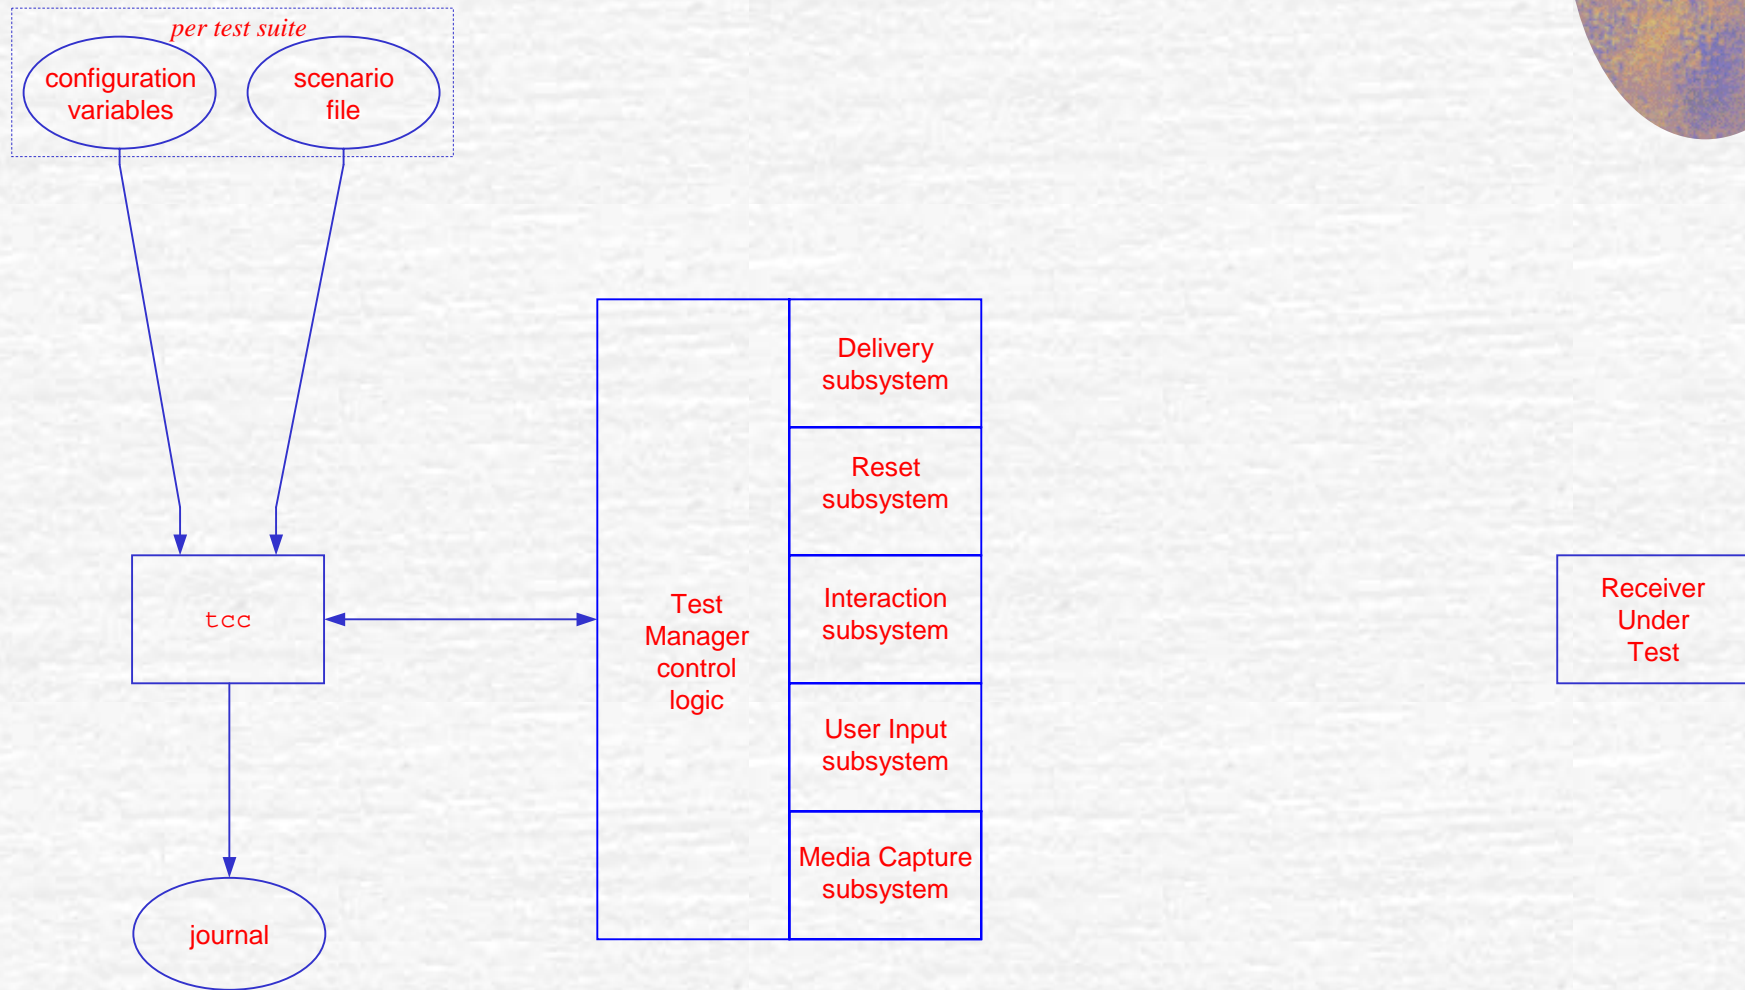 per test suite
configuration
variables
scenario
file
Delivery
subsystem
Reset
subsystem
Interaction
subsystem
User Input
subsystem
Media Capture
subsystem
Test
Manager
control
logic
tcc
journal
Receiver
Under
Test